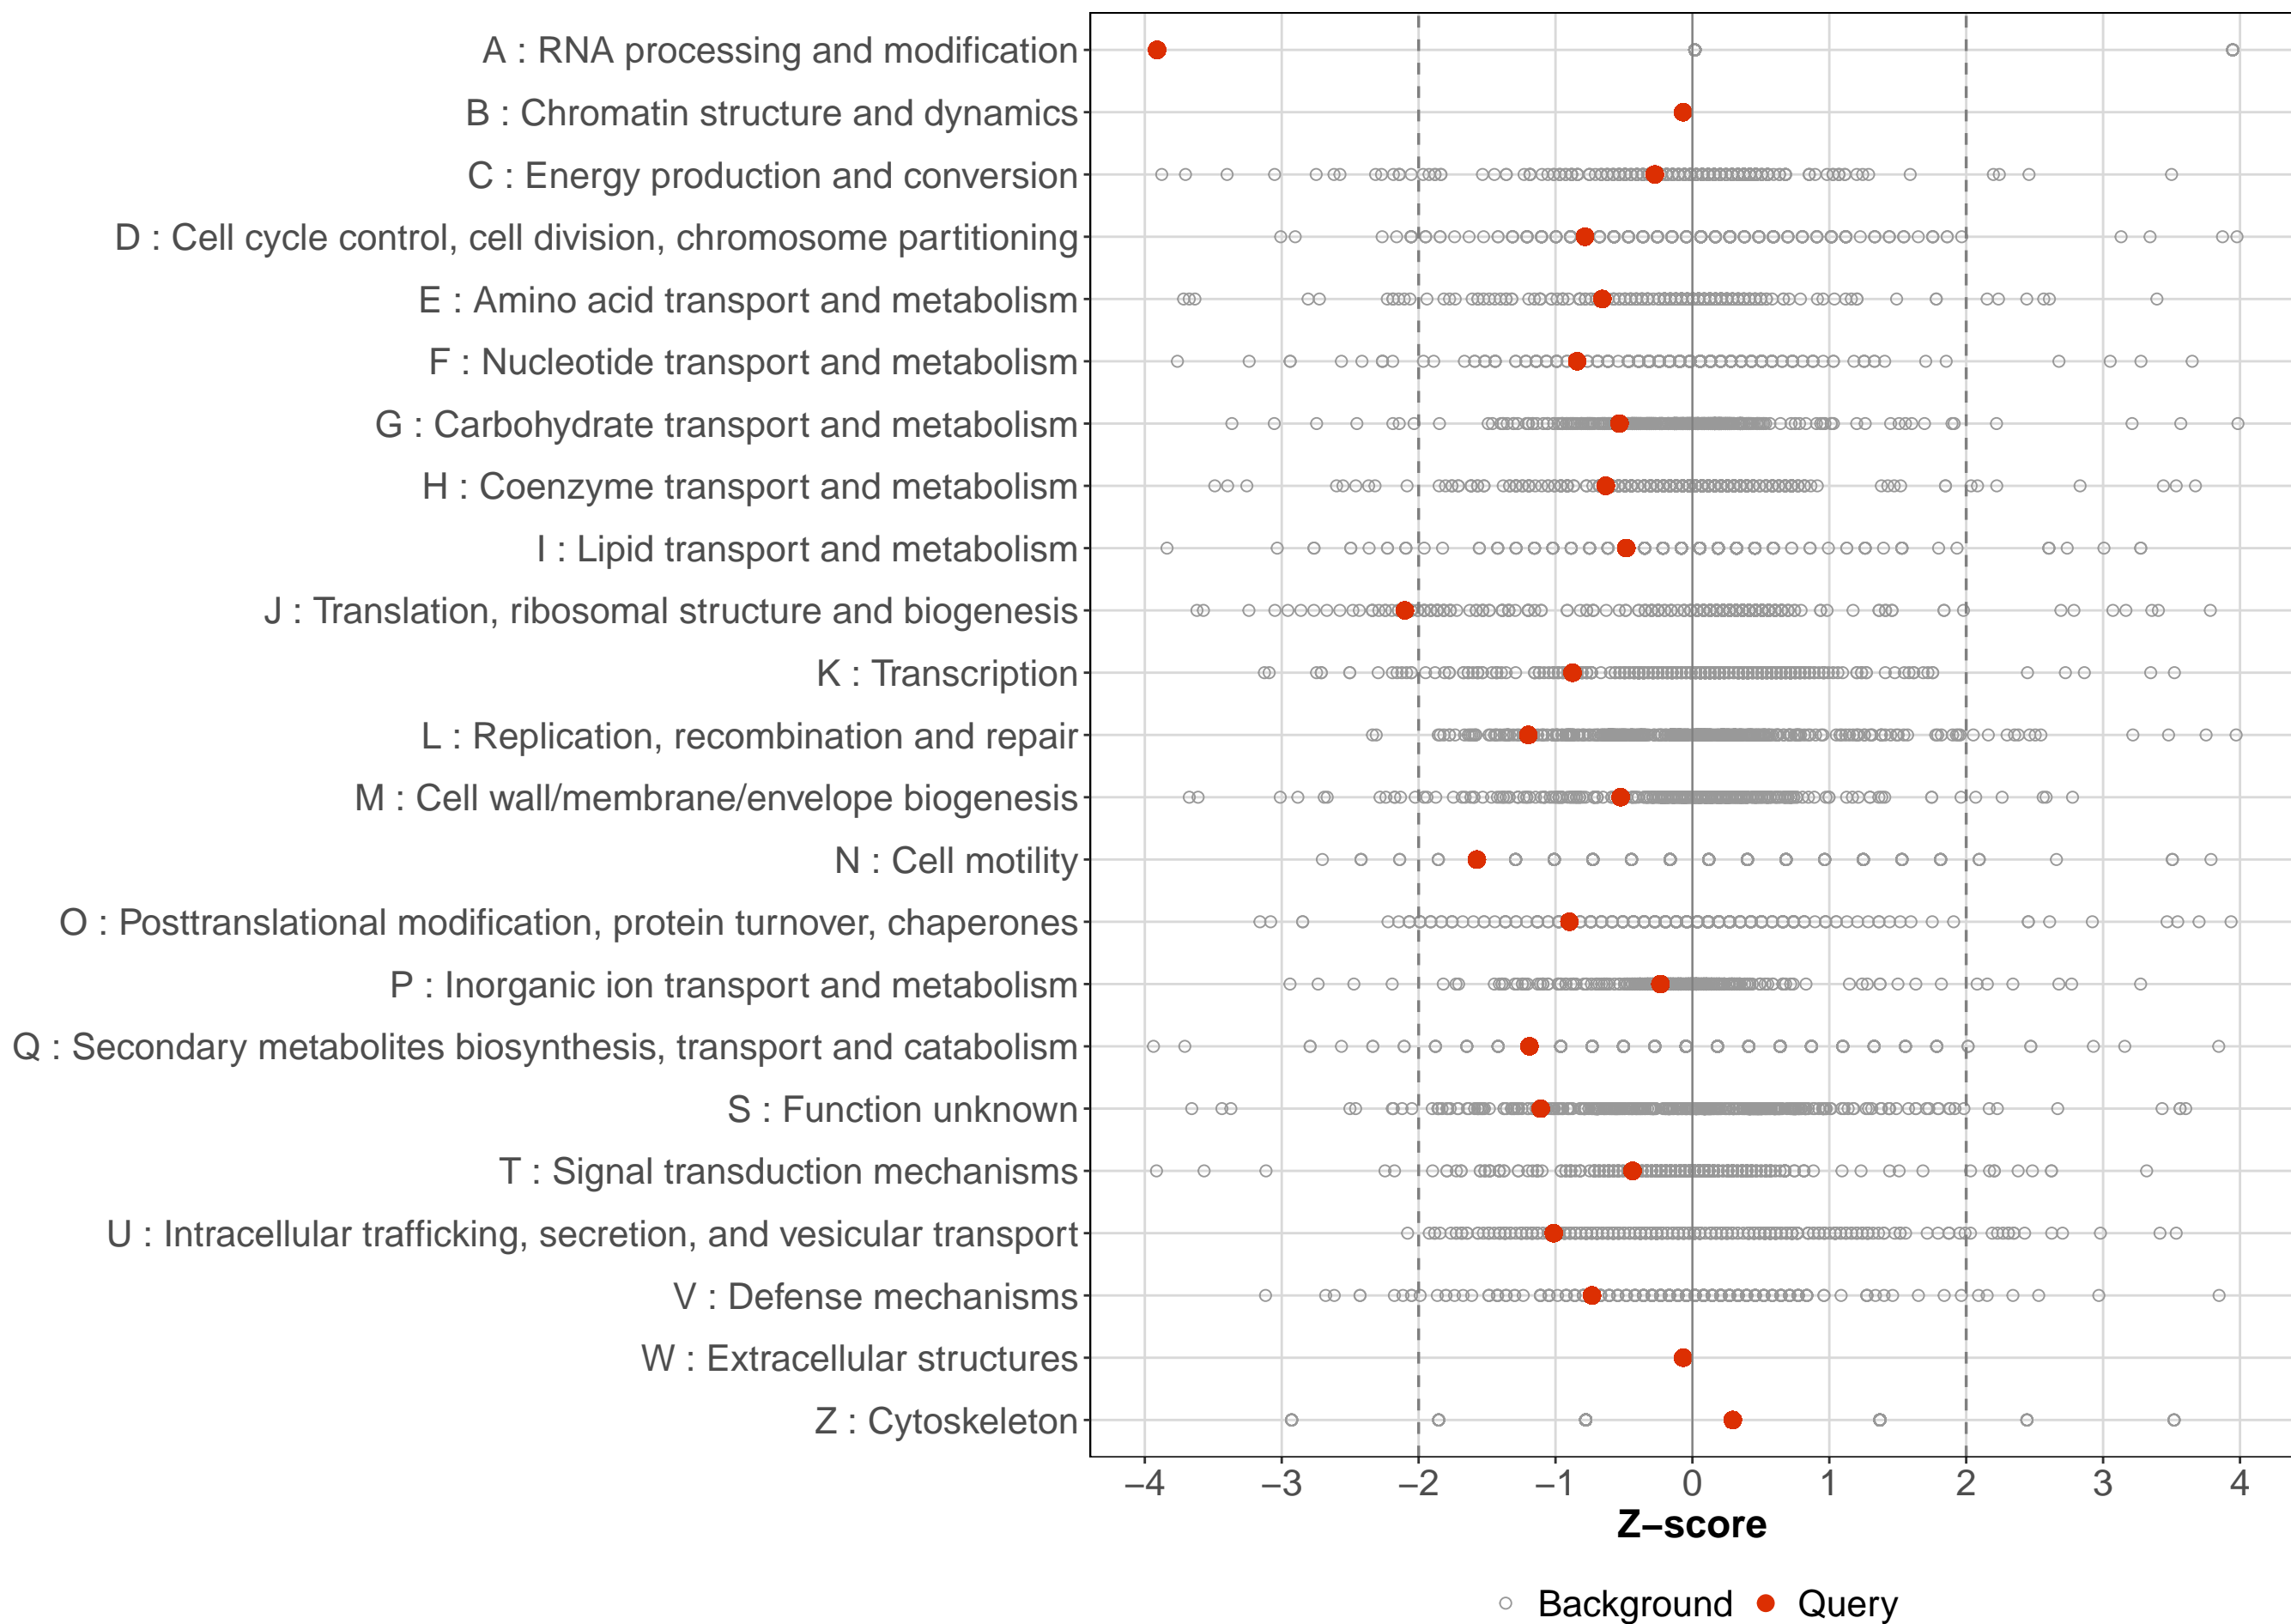 A : RNA processing and modification
B : Chromatin structure and dynamics
C : Energy production and conversion
D : Cell cycle control, cell division, chromosome partitioning
E : Amino acid transport and metabolism
F : Nucleotide transport and metabolism
G : Carbohydrate transport and metabolism
H : Coenzyme transport and metabolism
I : Lipid transport and metabolism
J : Translation, ribosomal structure and biogenesis
K : Transcription
L : Replication, recombination and repair
M : Cell wall/membrane/envelope biogenesis
N : Cell motility
O : Posttranslational modification, protein turnover, chaperones
P : Inorganic ion transport and metabolism
Q : Secondary metabolites biosynthesis, transport and catabolism
S : Function unknown
T : Signal transduction mechanisms
U : Intracellular trafficking, secretion, and vesicular transport
V : Defense mechanisms
W : Extracellular structures
Z : Cytoskeleton
−4 −3 −2 −1 0 1 2 3 4
Z−score
Background Query